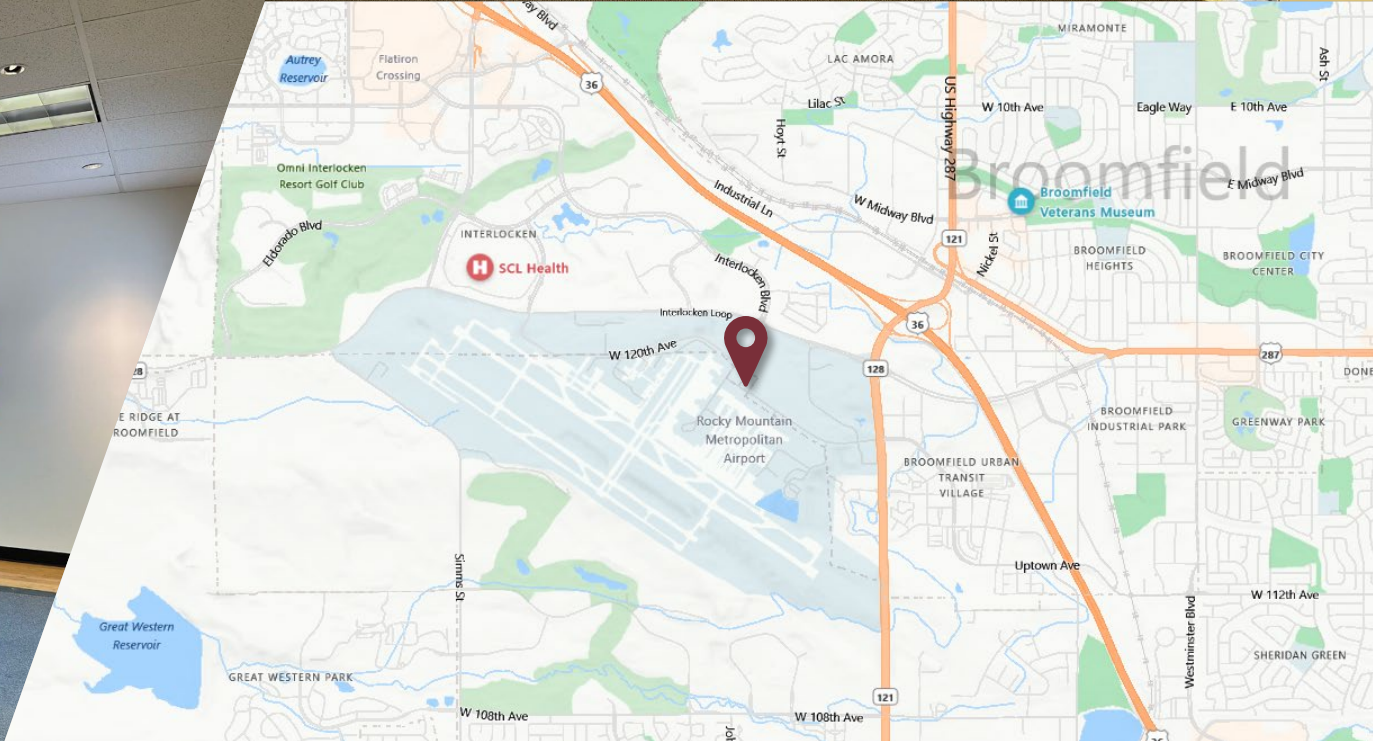 ay Blvd
MIRAMONTE
Autrey
Reservoir
Flatiron
Crossing
LAC AMORA
Ash St
36
Lilac St
W 10th Ave
Eagle Way
E 10th Ave
Hoyt St
US Highway 287
Broomfield
Omni Interlocken
Resort Golf Club
Industrial Ln
W Midway Blvd
Broomfield
Veterans Museum
E Midway Blvd
Eldorado Blvd
INTERLOCKEN
121
Nickel St
H SCL Health
Interlocken Blvd
BROOMFIELD
HEIGHTS
BROOMFIELD CITY
CENTER
Interlocken Loop
36
W 120th Ave
287
28
128
DONE
E RIDGE AT
ROOMFIELD
Rocky Mountain
Metropolitan
Airport
BROOMFIELD
INDUSTRIAL PARK
GREENWAY PARK
BROOMFIELD URBAN
TRANSIT
VILLAGE
Simms St
Uptown Ave
W 112th Ave
Great Western
Reservoir
Westminster Blvd
SHERIDAN GREEN
GREAT WESTERN PARK
121
W 108th Ave
W 108th Ave